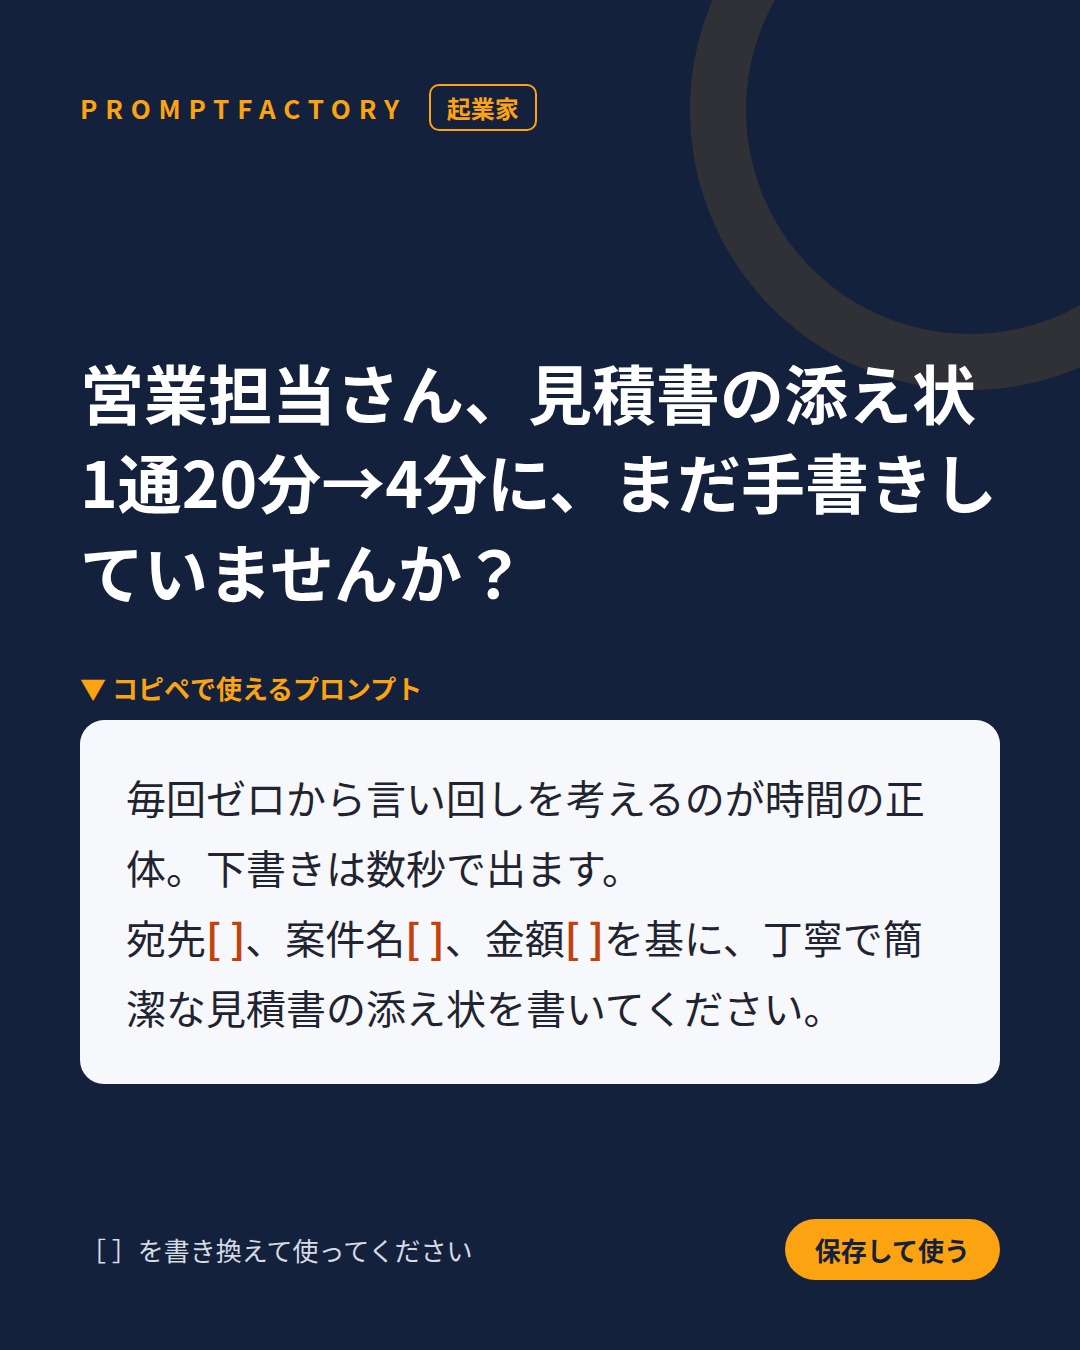 PROMPTFACTORY 起業家
営業担当さん、見積書の添え状
1通20分→4分に、まだ手書きし
ていませんか？
▼ コピペで使えるプロンプト
毎回ゼロから言い回しを考えるのが時間の正
体。下書きは数秒で出ます。
宛先[ ]、案件名[ ]、金額[ ]を基に、丁寧で簡
潔な見積書の添え状を書いてください。
［ ］を書き換えて使ってください
保存して使う